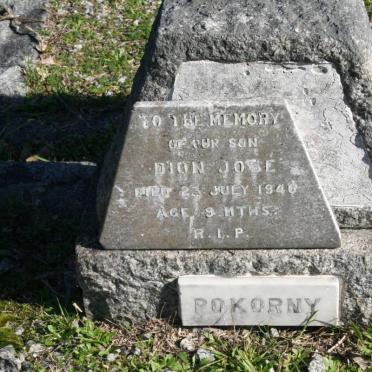 TO THE MEMORY
OF OUR SON
DION JOSE
DIED 23 JULY 1940
AGE 9 MTHS.
R.I.P.
POKORNY